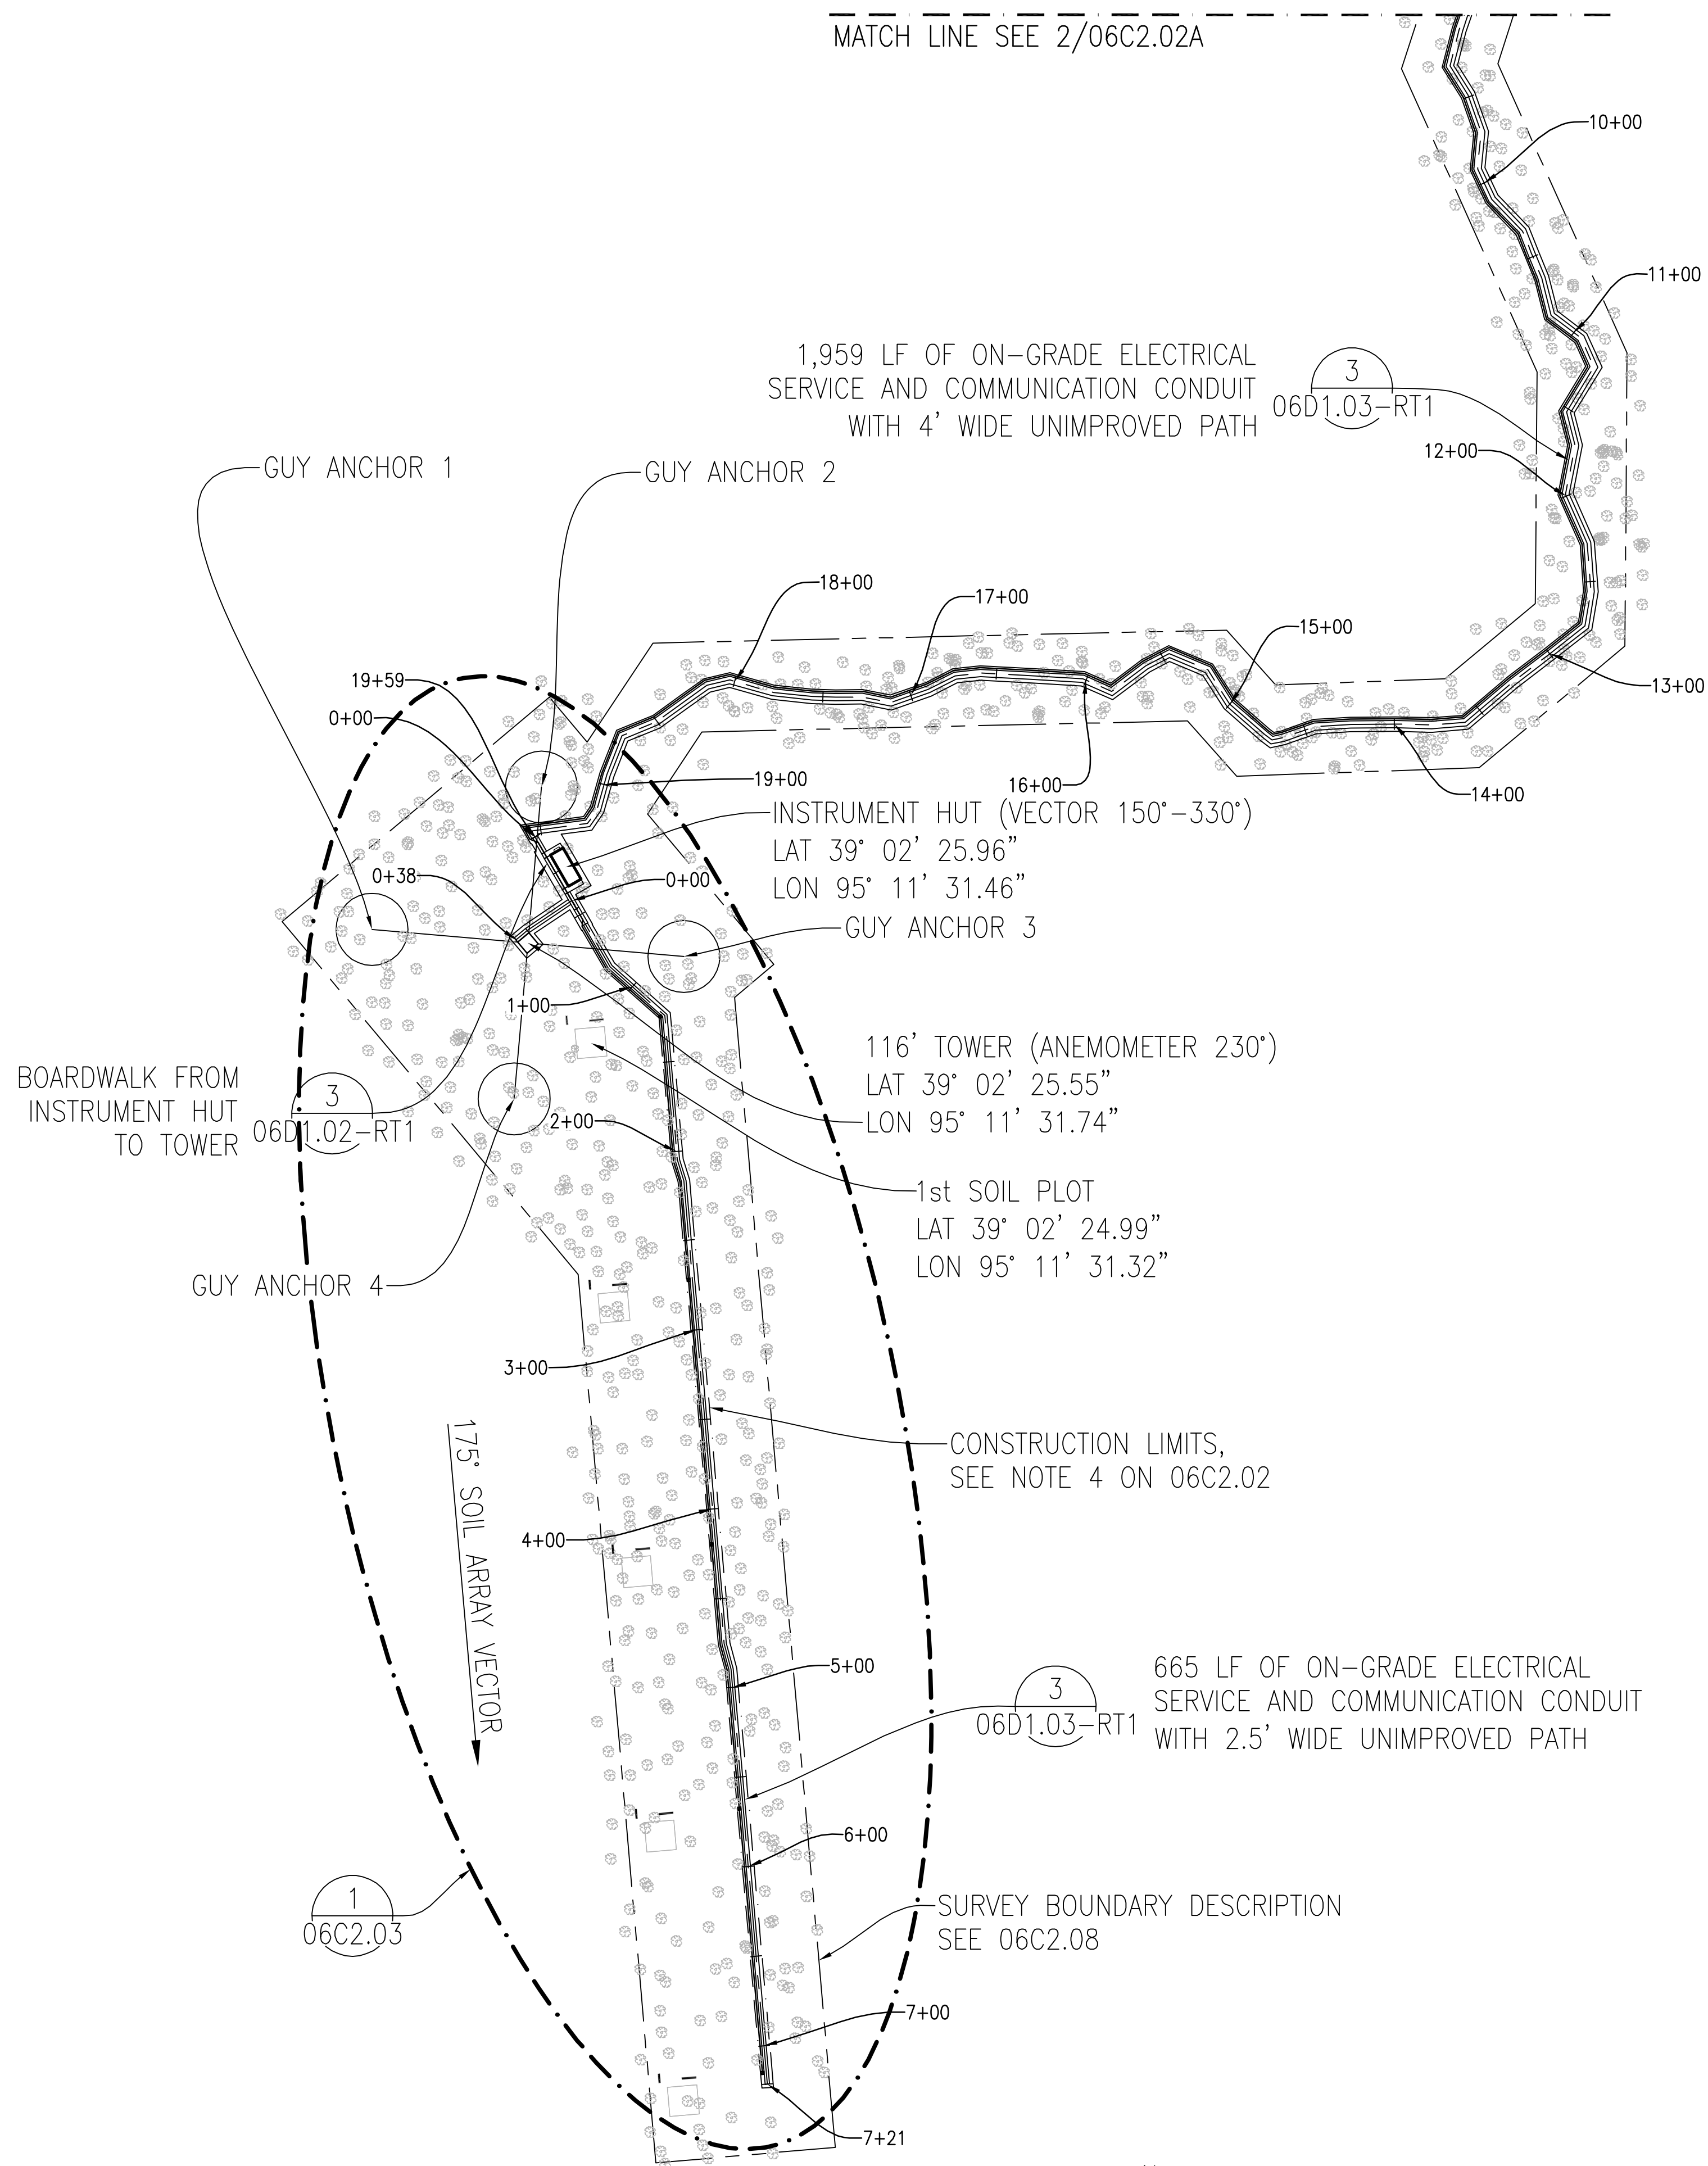 MATCH LINE SEE 2/06C2.02A
10+00
11+00
1,959 LF OF ON-GRADE ELECTRICAL
SERVICE AND COMMUNICATION CONDUIT
WITH 4' WIDE UNIMPROVED PATH
3
06D1.03-RT1
12+00
GUY ANCHOR 1
GUY ANCHOR 2
18+00
17+00
15+00
13+00
19+59
0+00
19+00
16+00
14+00
INSTRUMENT HUT (VECTOR 150°-330°)
LAT 39° 02' 25.96"
LON 95° 11' 31.46"
0+38
0+00
GUY ANCHOR 3
1+00
116' TOWER (ANEMOMETER 230°)
LAT 39° 02' 25.55"
LON 95° 11' 31.74"
BOARDWALK FROM
INSTRUMENT HUT
TO TOWER
3
06D1.02-RT1
2+00
1st SOIL PLOT
LAT 39° 02' 24.99"
LON 95° 11' 31.32"
GUY ANCHOR 4
3+00
175° SOIL ARRAY VECTOR
CONSTRUCTION LIMITS,
SEE NOTE 4 ON 06C2.02
4+00
5+00
3
06D1.03-RT1
665 LF OF ON-GRADE ELECTRICAL
SERVICE AND COMMUNICATION CONDUIT
WITH 2.5' WIDE UNIMPROVED PATH
6+00
1
06C2.03
SURVEY BOUNDARY DESCRIPTION
SEE 06C2.08
7+00
7+21